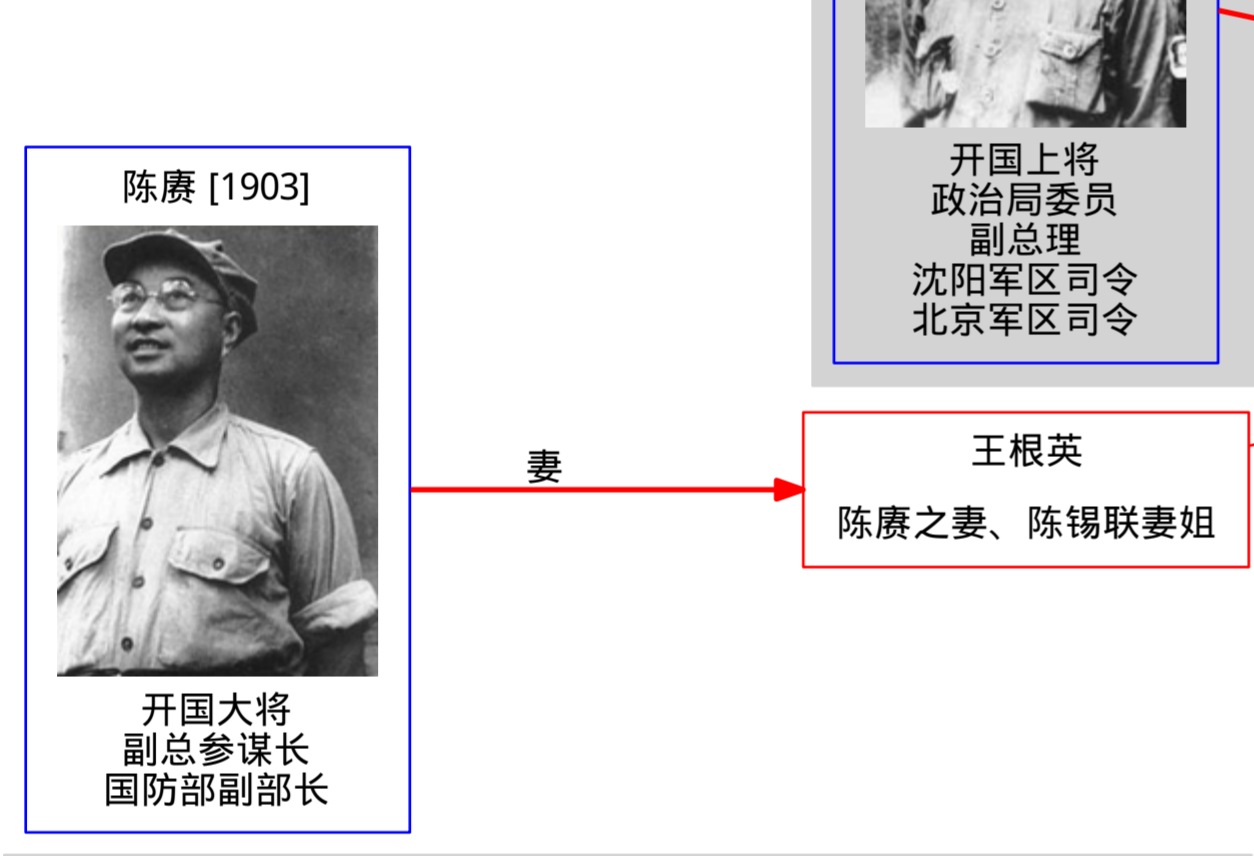 陈赓 [1903]
开国大将
副总参谋长
国防部副部长
妻
开国上将
政治局委员
副总理
沈阳军区司令
北京军区司令
王根英
陈赓之妻、陈锡联妻姐